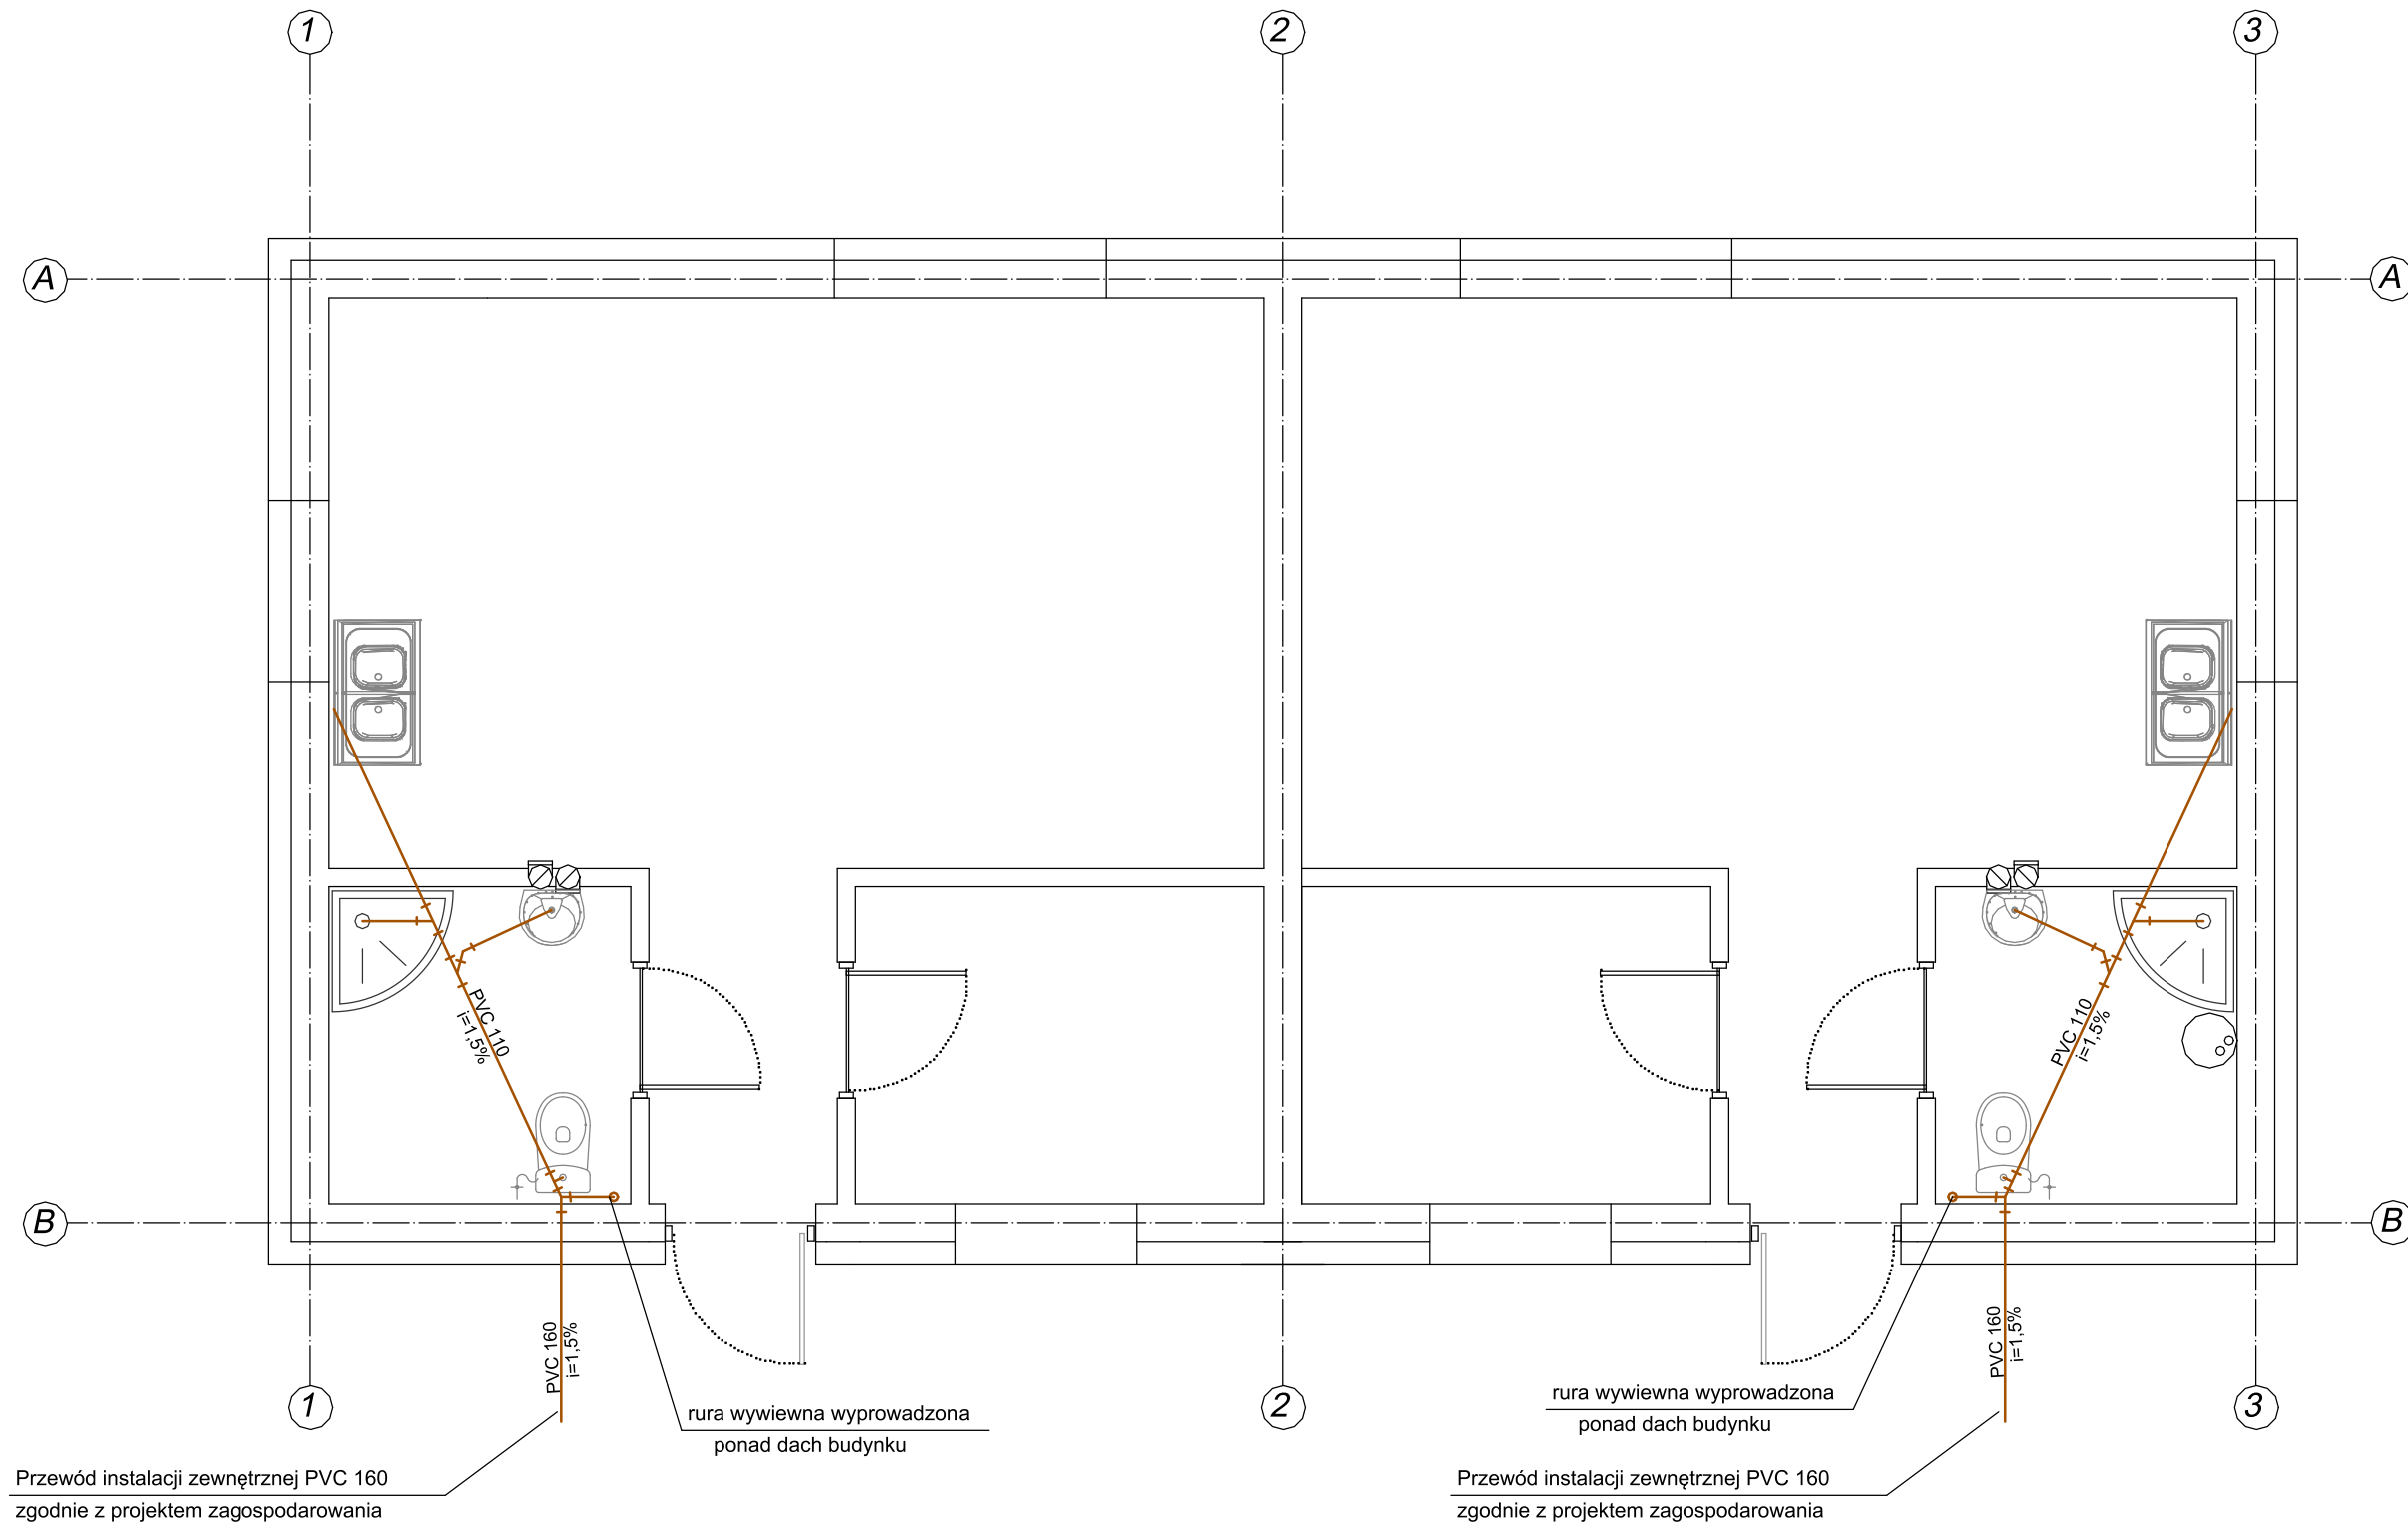 1
2
3
A
A
PVC 110
i=1,5%
PVC 110
i=1,5%
B
B
PVC 160
i=1,5%
PVC 160
i=1,5%
1
2
3
rura wywiewna wyprowadzona
ponad dach budynku
rura wywiewna wyprowadzona
ponad dach budynku
Przewód instalacji zewnętrznej PVC 160
zgodnie z projektem zagospodarowania
Przewód instalacji zewnętrznej PVC 160
zgodnie z projektem zagospodarowania